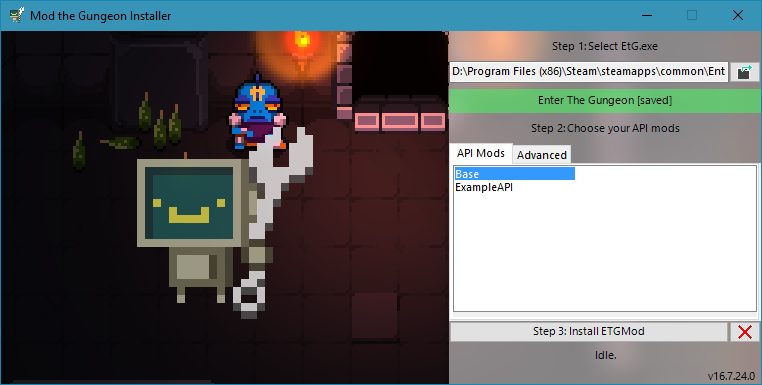 Mod the Gungeon Installer
Step 1: Select EtG.exe
D:\Program Files (x86)\Steam\steamapps\common\Ent
Enter The Gungeon [saved]
Step 2: Choose your API mods
API Mods
Advanced
Base
ExampleAPI
Step 3: Install ETGMod
Idle.
v16.7.24.0